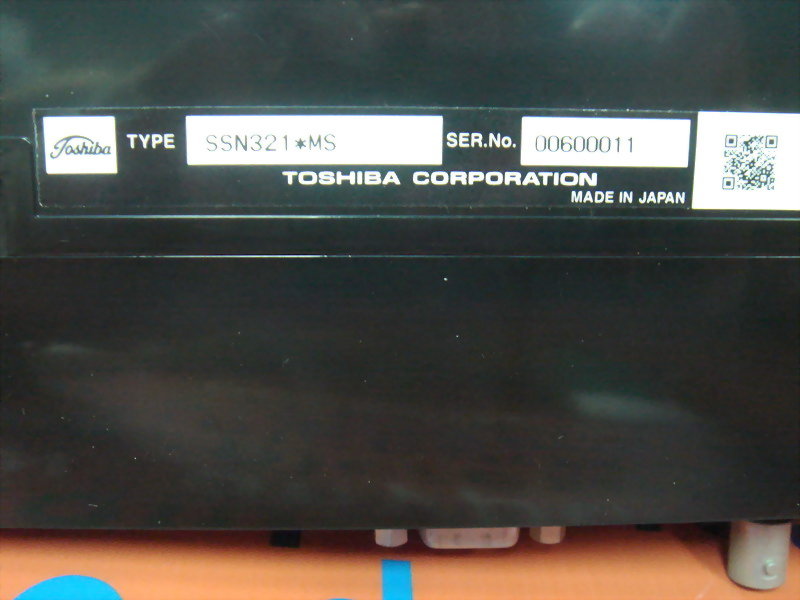 Toshiba TYPE SSN321*MS SER.No. 00600011
TOSHIBA CORPORATION
MADE IN JAPAN